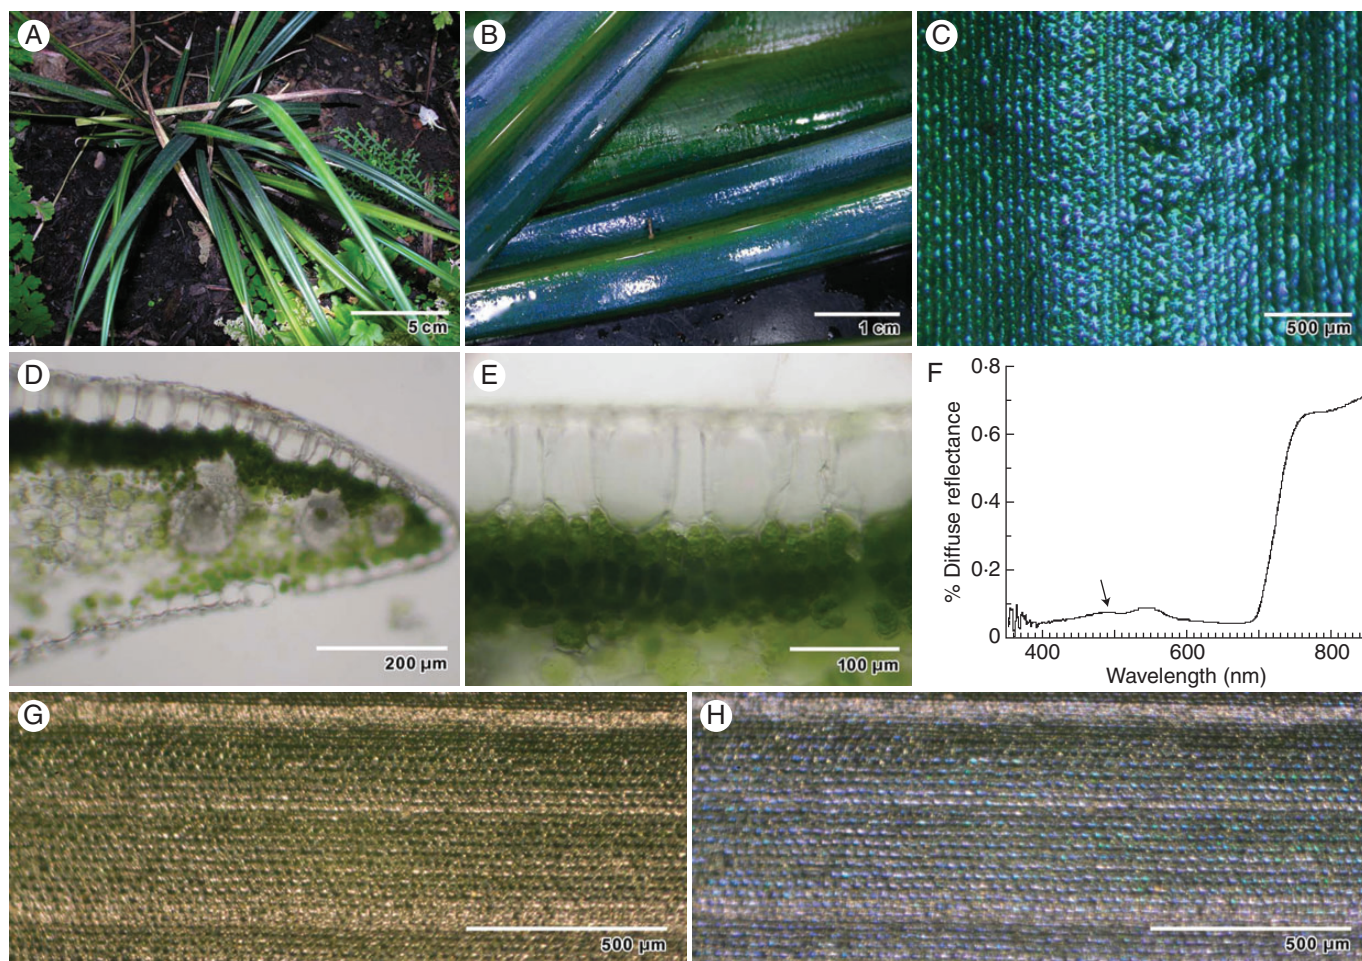 A
5 cm
B
1 cm
C
500 µm
D
200 µm
E
100 µm
F
0·8
0·6
0·4
0·2
0
% Diffuse reflectance
400
600
800
Wavelength (nm)
G
500 µm
H
500 µm